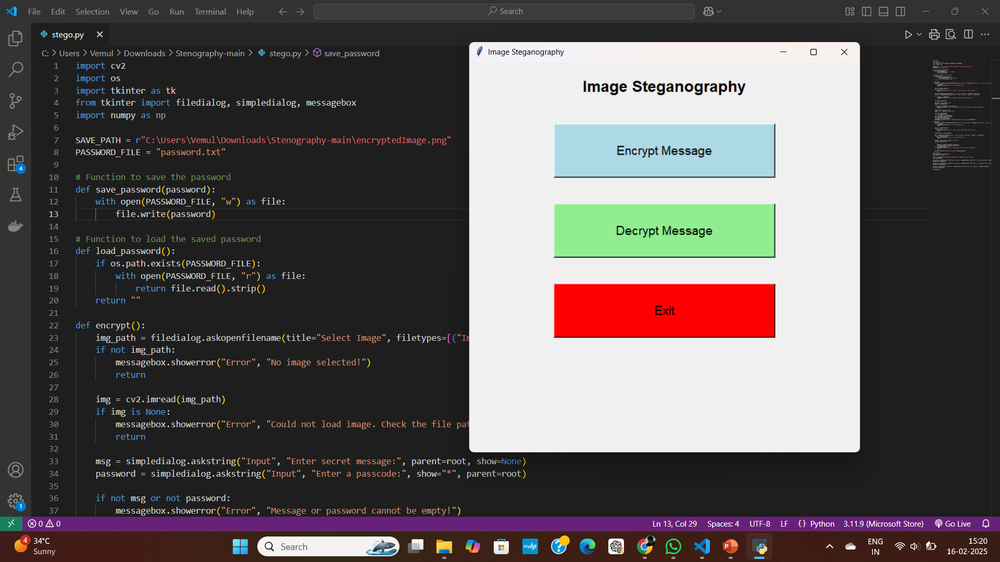 File Edit Selection View Go Run Terminal Help
Search
stego.py
C: > Users > Vemul > Downloads > Stenography-main > stego.py > save_password
1 import cv2
2 import os
3 import tkinter as tk
4 from tkinter import filedialog, simpledialog, messagebox
5 import numpy as np
6
7 SAVE_PATH = r"C:\Users\Vemul\Downloads\Stenography-main\encryptedImage.png"
8 PASSWORD_FILE = "password.txt"
9
10 # Function to save the password
11 def save_password(password):
12 with open(PASSWORD_FILE, "w") as file:
13 file.write(password)
14
15 # Function to load the saved password
16 def load_password():
17 if os.path.exists(PASSWORD_FILE):
18 with open(PASSWORD_FILE, "r") as file:
19 return file.read().strip()
20 return ""
21
22 def encrypt():
23 img_path = filedialog.askopenfilename(title="Select Image", filetypes=[("Im
24 if not img_path:
25 messagebox.showerror("Error", "No image selected!")
26 return
27
28 img = cv2.imread(img_path)
29 if img is None:
30 messagebox.showerror("Error", "Could not load image. Check the file pat
31 return
32
33 msg = simpledialog.askstring("Input", "Enter secret message:", parent=root, show=None)
34 password = simpledialog.askstring("Input", "Enter a passcode:", show="*", parent=root)
35
36 if not msg or not password:
37 messagebox.showerror("Error", "Message or password cannot be empty!")
Image Steganography
Image Steganography
Encrypt Message
Decrypt Message
Exit
4
1
0 0
Ln 13, Col 29 Spaces: 4 UTF-8 LF {} Python 3.11.9 (Microsoft Store) Go Live
4
34°C
Sunny
Search
myhp
ENG
IN
15:20
16-02-2025